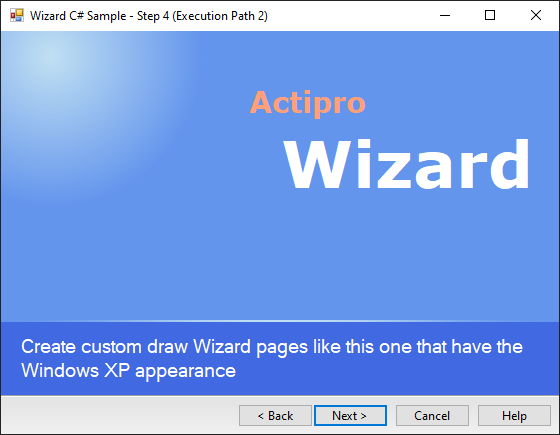 Wizard C# Sample - Step 4 (Execution Path 2)
Actipro
Wizard
Create custom draw Wizard pages like this one that have the
Windows XP appearance
< Back
Next >
Cancel
Help